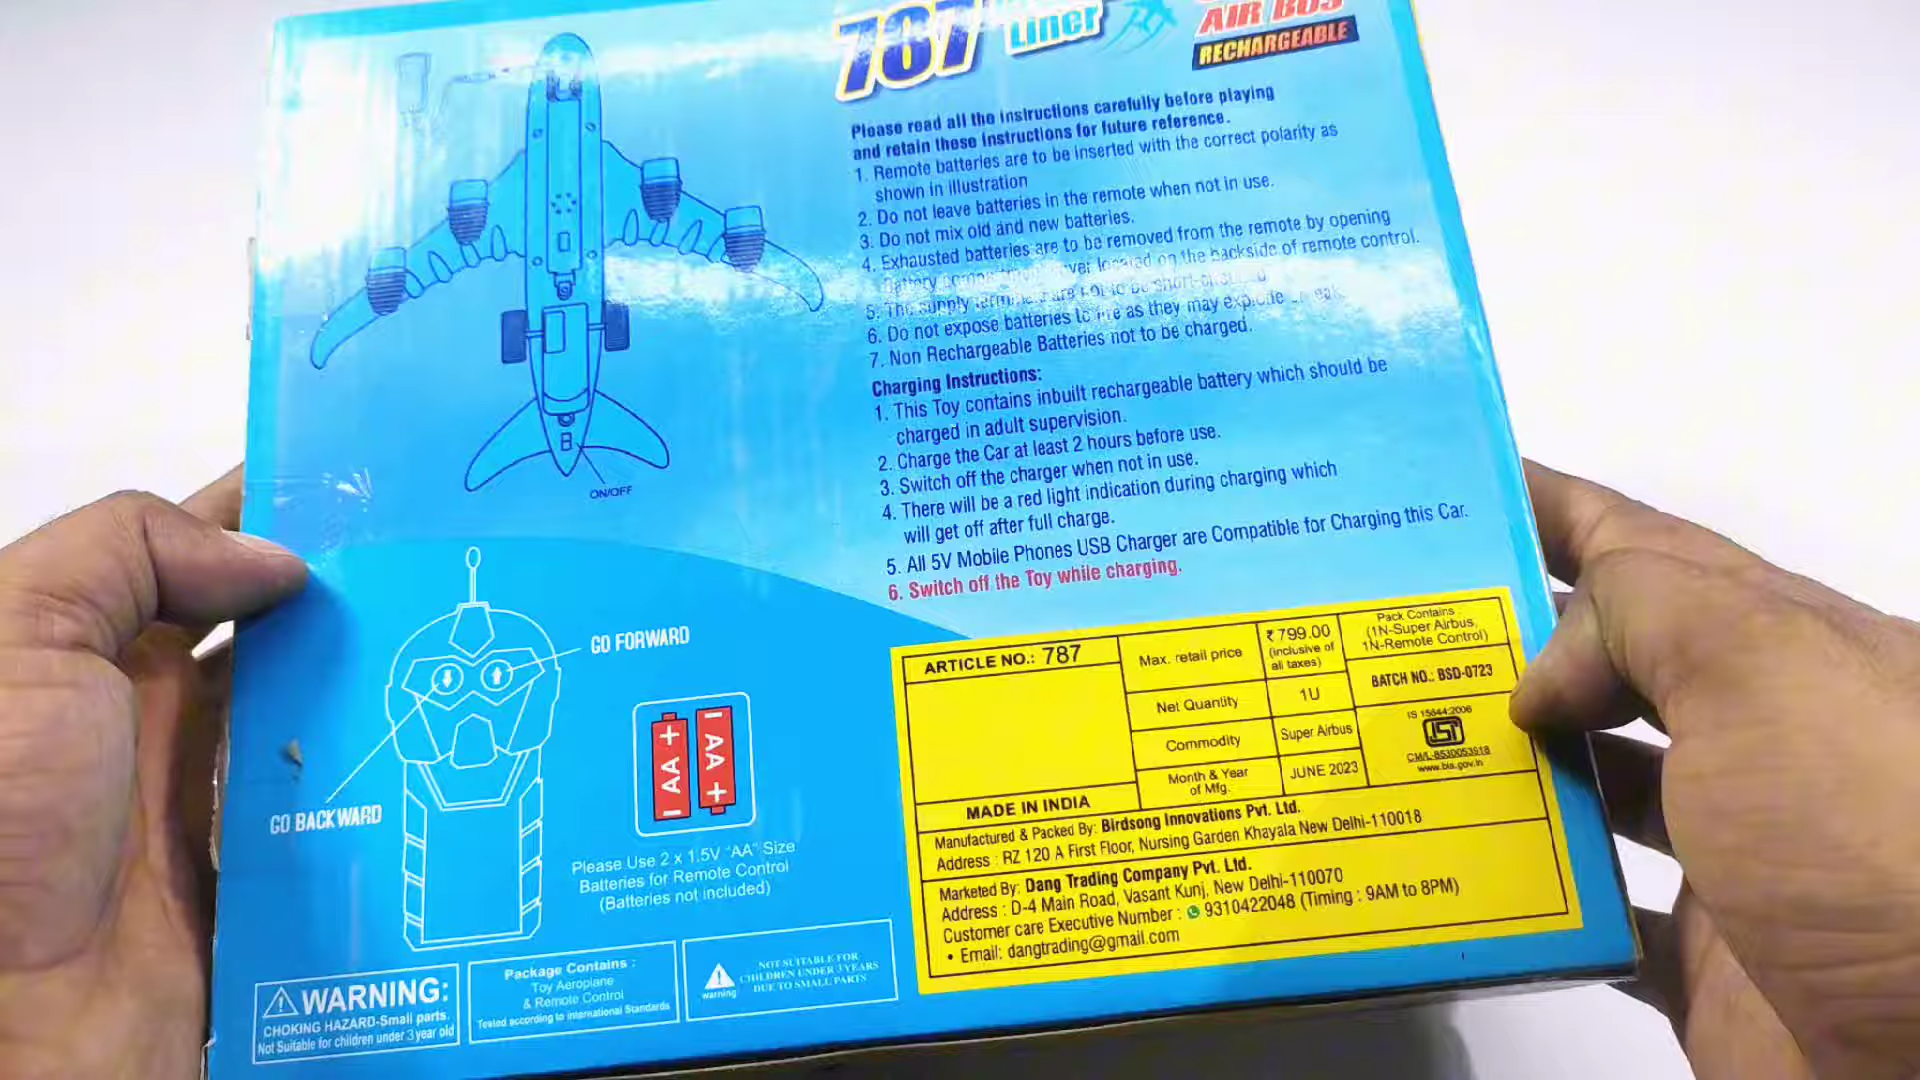 787
Liner
AIR BUS
RECHARGEABLE
Please read all the instructions carefully before playing
and retain these instructions for future reference.
1. Remote batteries are to be inserted with the correct polarity as
shown in illustration
2. Do not leave batteries in the remote when not in use.
3. Do not mix old and new batteries.
4. Exhausted batteries are to be removed from the remote by opening
located on the backside of remote control.
5. The supply
6. Do not expose batteries to fire as they may explode
7. Non Rechargeable Batteries not to be charged.
Charging Instructions:
1. This Toy contains inbuilt rechargeable battery which should be
charged in adult supervision.
2. Charge the Car at least 2 hours before use.
3. Switch off the charger when not in use.
4. There will be a red light indication during charging which
will get off after full charge.
5. All 5V Mobile Phones USB Charger are Compatible for Charging this Car.
6. Switch off the Toy while charging.
ON/OFF
GO FORWARD
GO BACKWARD
AA +
AA +
Please Use 2 x 1.5V "AA" Size
Batteries for Remote Control
(Batteries not included)
WARNING:
CHOKING HAZARD-Small parts.
Not Suitable for children under 3 year old
Package Contains :
Toy Aeroplane
& Remote Control
Tested according to international Standards
warning
NOT SUITABLE FOR
CHILDREN UNDER 3 YEARS
DUE TO SMALL PARTS
ARTICLE NO.: 787
MADE IN INDIA
Max. retail price
₹799.00
(inclusive of
all taxes)
Net Quantity
1U
Commodity
Super Airbus
Month & Year
of Mfg.
JUNE 2023
Pack Contains
(1N-Super Airbus,
1N-Remote Control)
BATCH NO.: BSD-0723
IS 15644:2006
CM/L-8530053918
www.bis.gov.in
Manufactured & Packed By: Birdsong Innovations Pvt. Ltd.
Address : RZ 120 A First Floor, Nursing Garden Khayala New Delhi-110018
Marketed By: Dang Trading Company Pvt. Ltd.
Address : D-4 Main Road, Vasant Kunj, New Delhi-110070
Customer care Executive Number : 9310422048 (Timing : 9AM to 8PM)
• Email: dangtrading@gmail.com